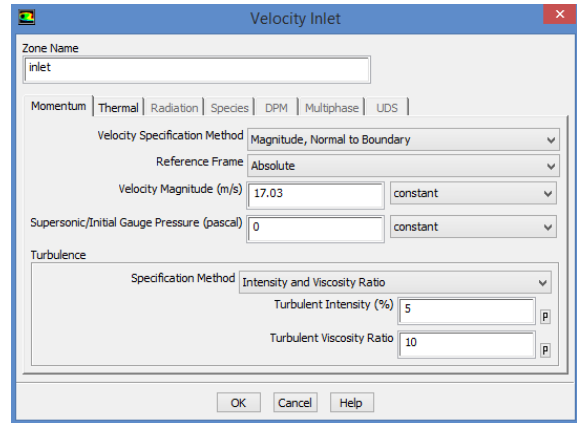 Velocity Inlet
Zone Name
inlet
Momentum Thermal Radiation Species DPM Multiphase UDS
Velocity Specification Method Magnitude, Normal to Boundary
Reference Frame Absolute
Velocity Magnitude (m/s) 17.03 constant
Supersonic/Initial Gauge Pressure (pascal) 0 constant
Turbulence
Specification Method Intensity and Viscosity Ratio
Turbulent Intensity (%) 5 P
Turbulent Viscosity Ratio 10 P
OK Cancel Help